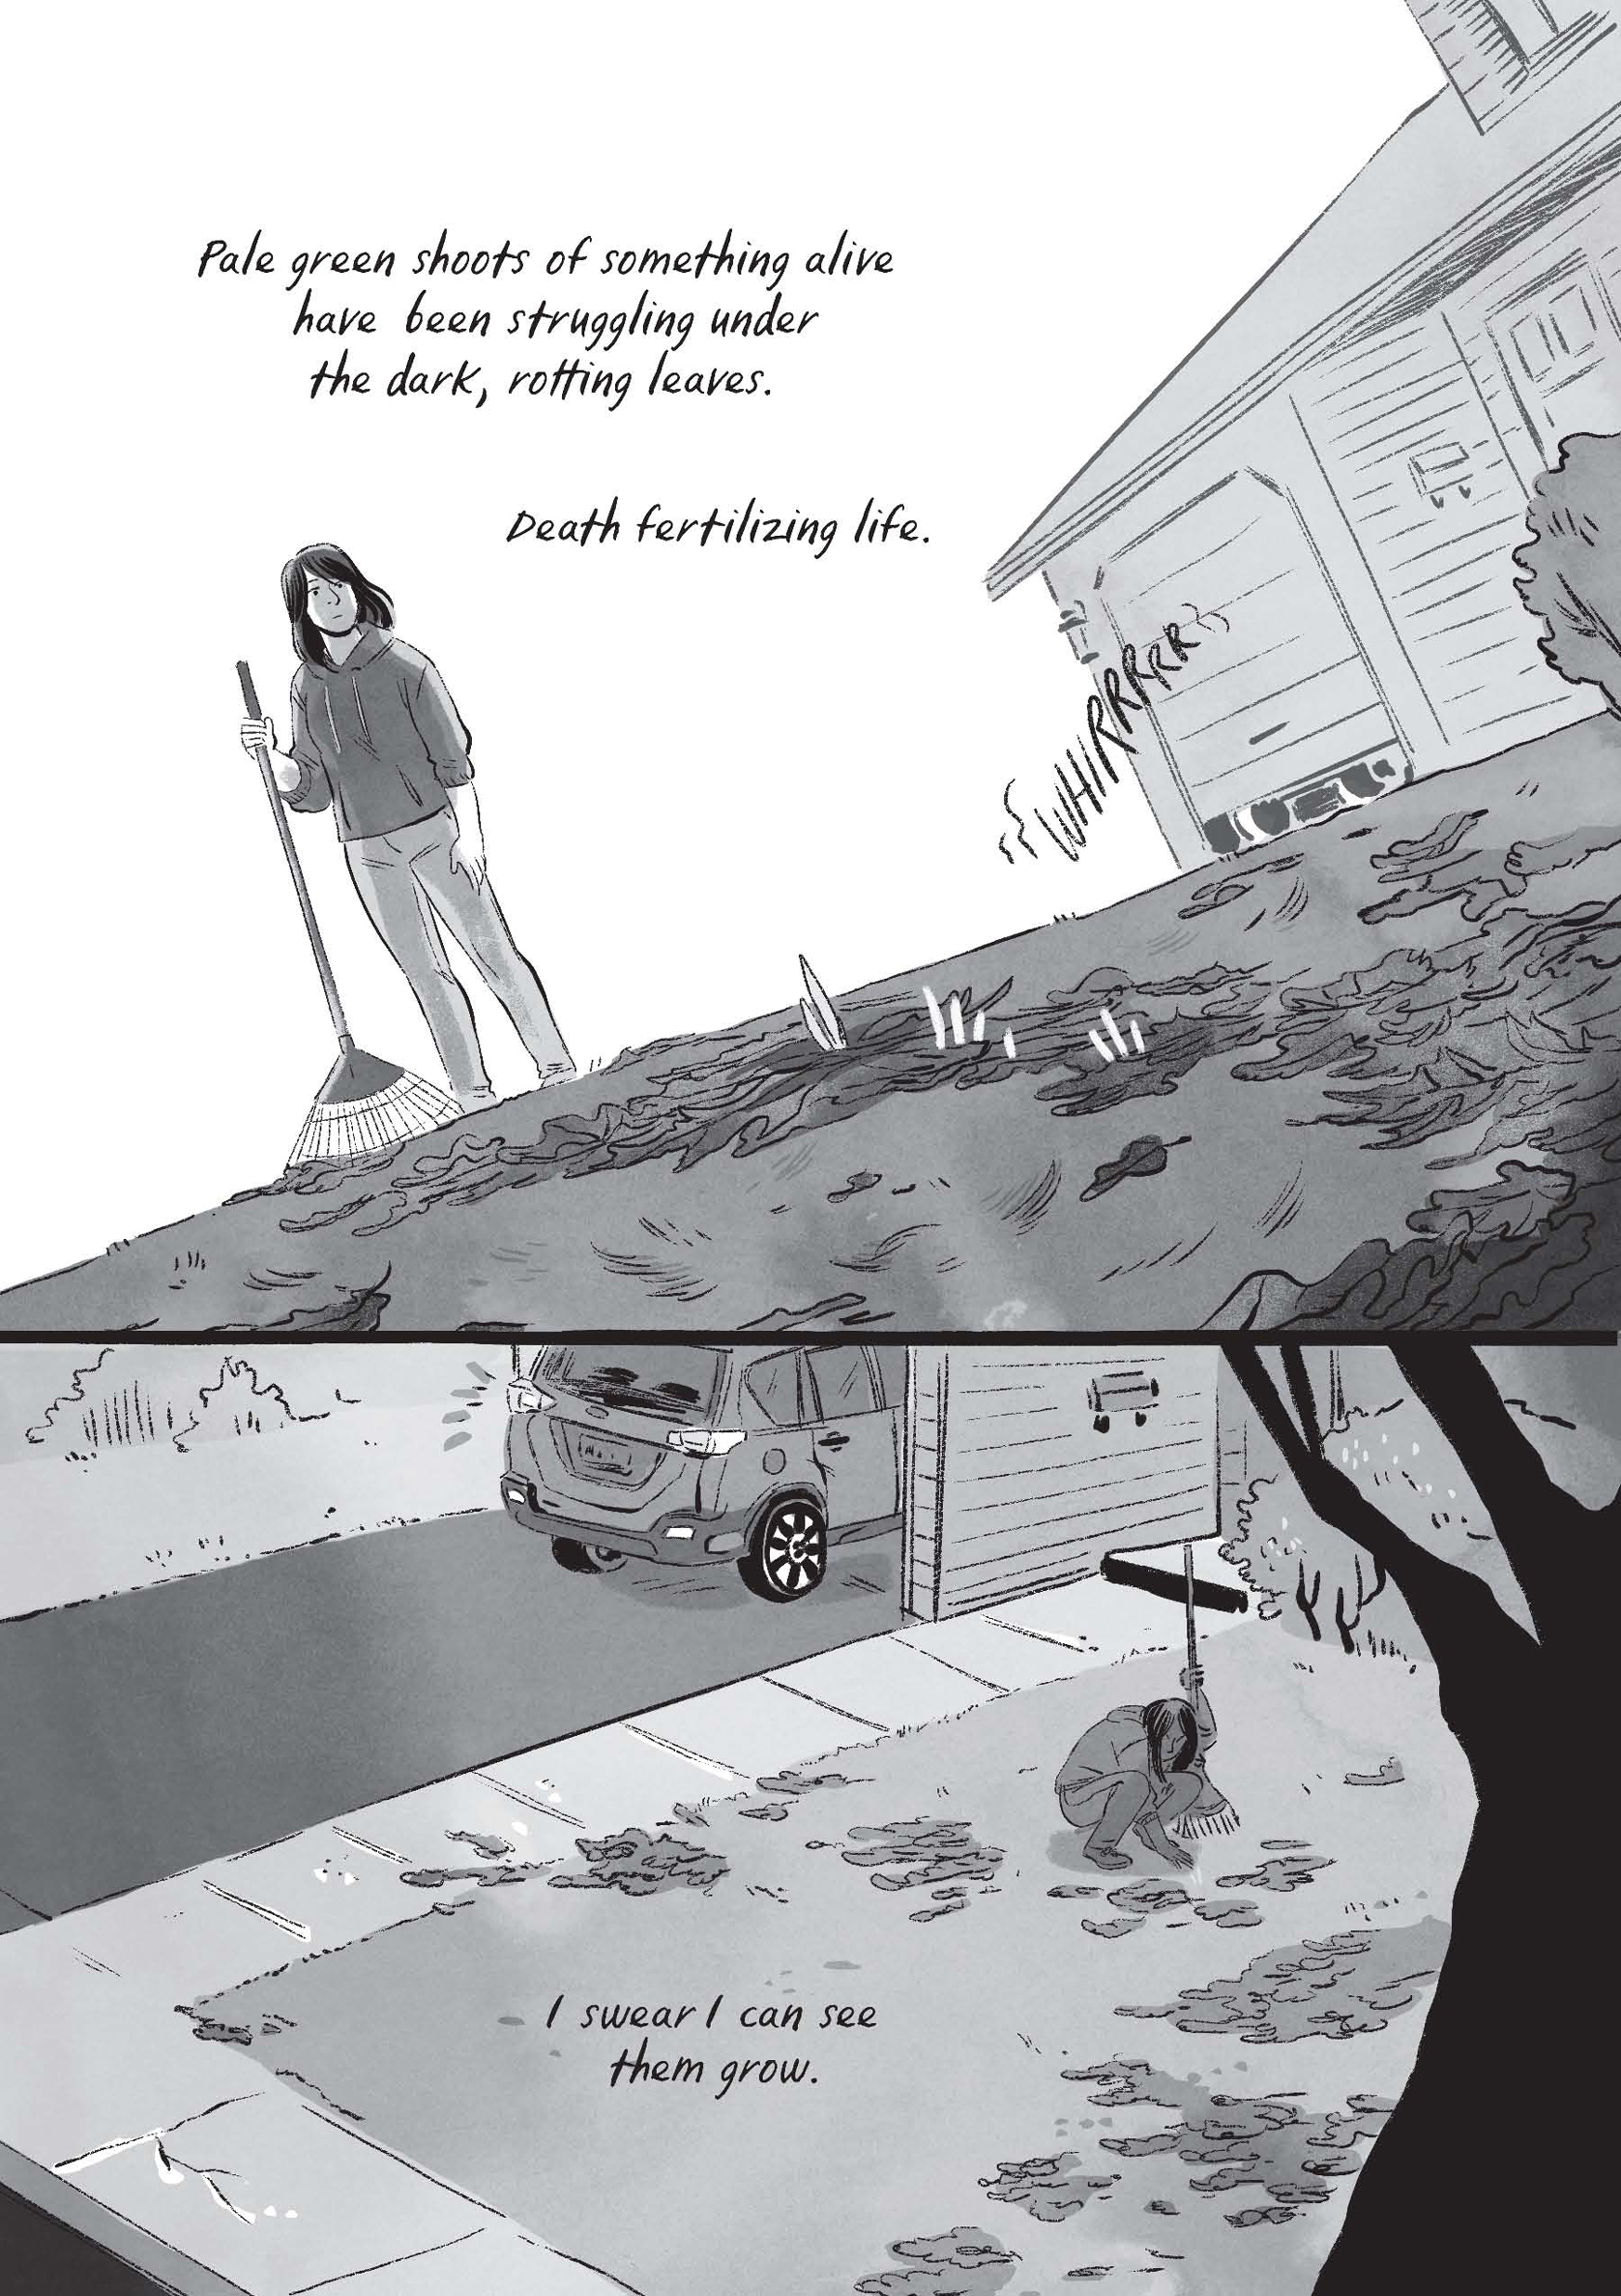 Pale green shoots of something alive
have been struggling under
the dark, rotting leaves.
Death fertilizing life.
WHIRRRRRR
I swear I can see
them grow.